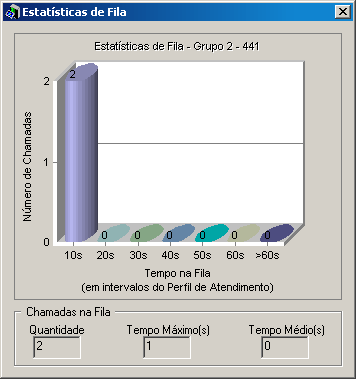 Estatísticas de Fila
Estatísticas de Fila - Grupo 2 - 441
Número de Chamadas
2
1
0
2
0
0
0
0
0
0
10s 20s 30s 40s 50s 60s >60s
Tempo na Fila
(em intervalos do Perfil de Atendimento)
Chamadas na Fila
Quantidade Tempo Máximo(s) Tempo Médio(s)
2 1 0